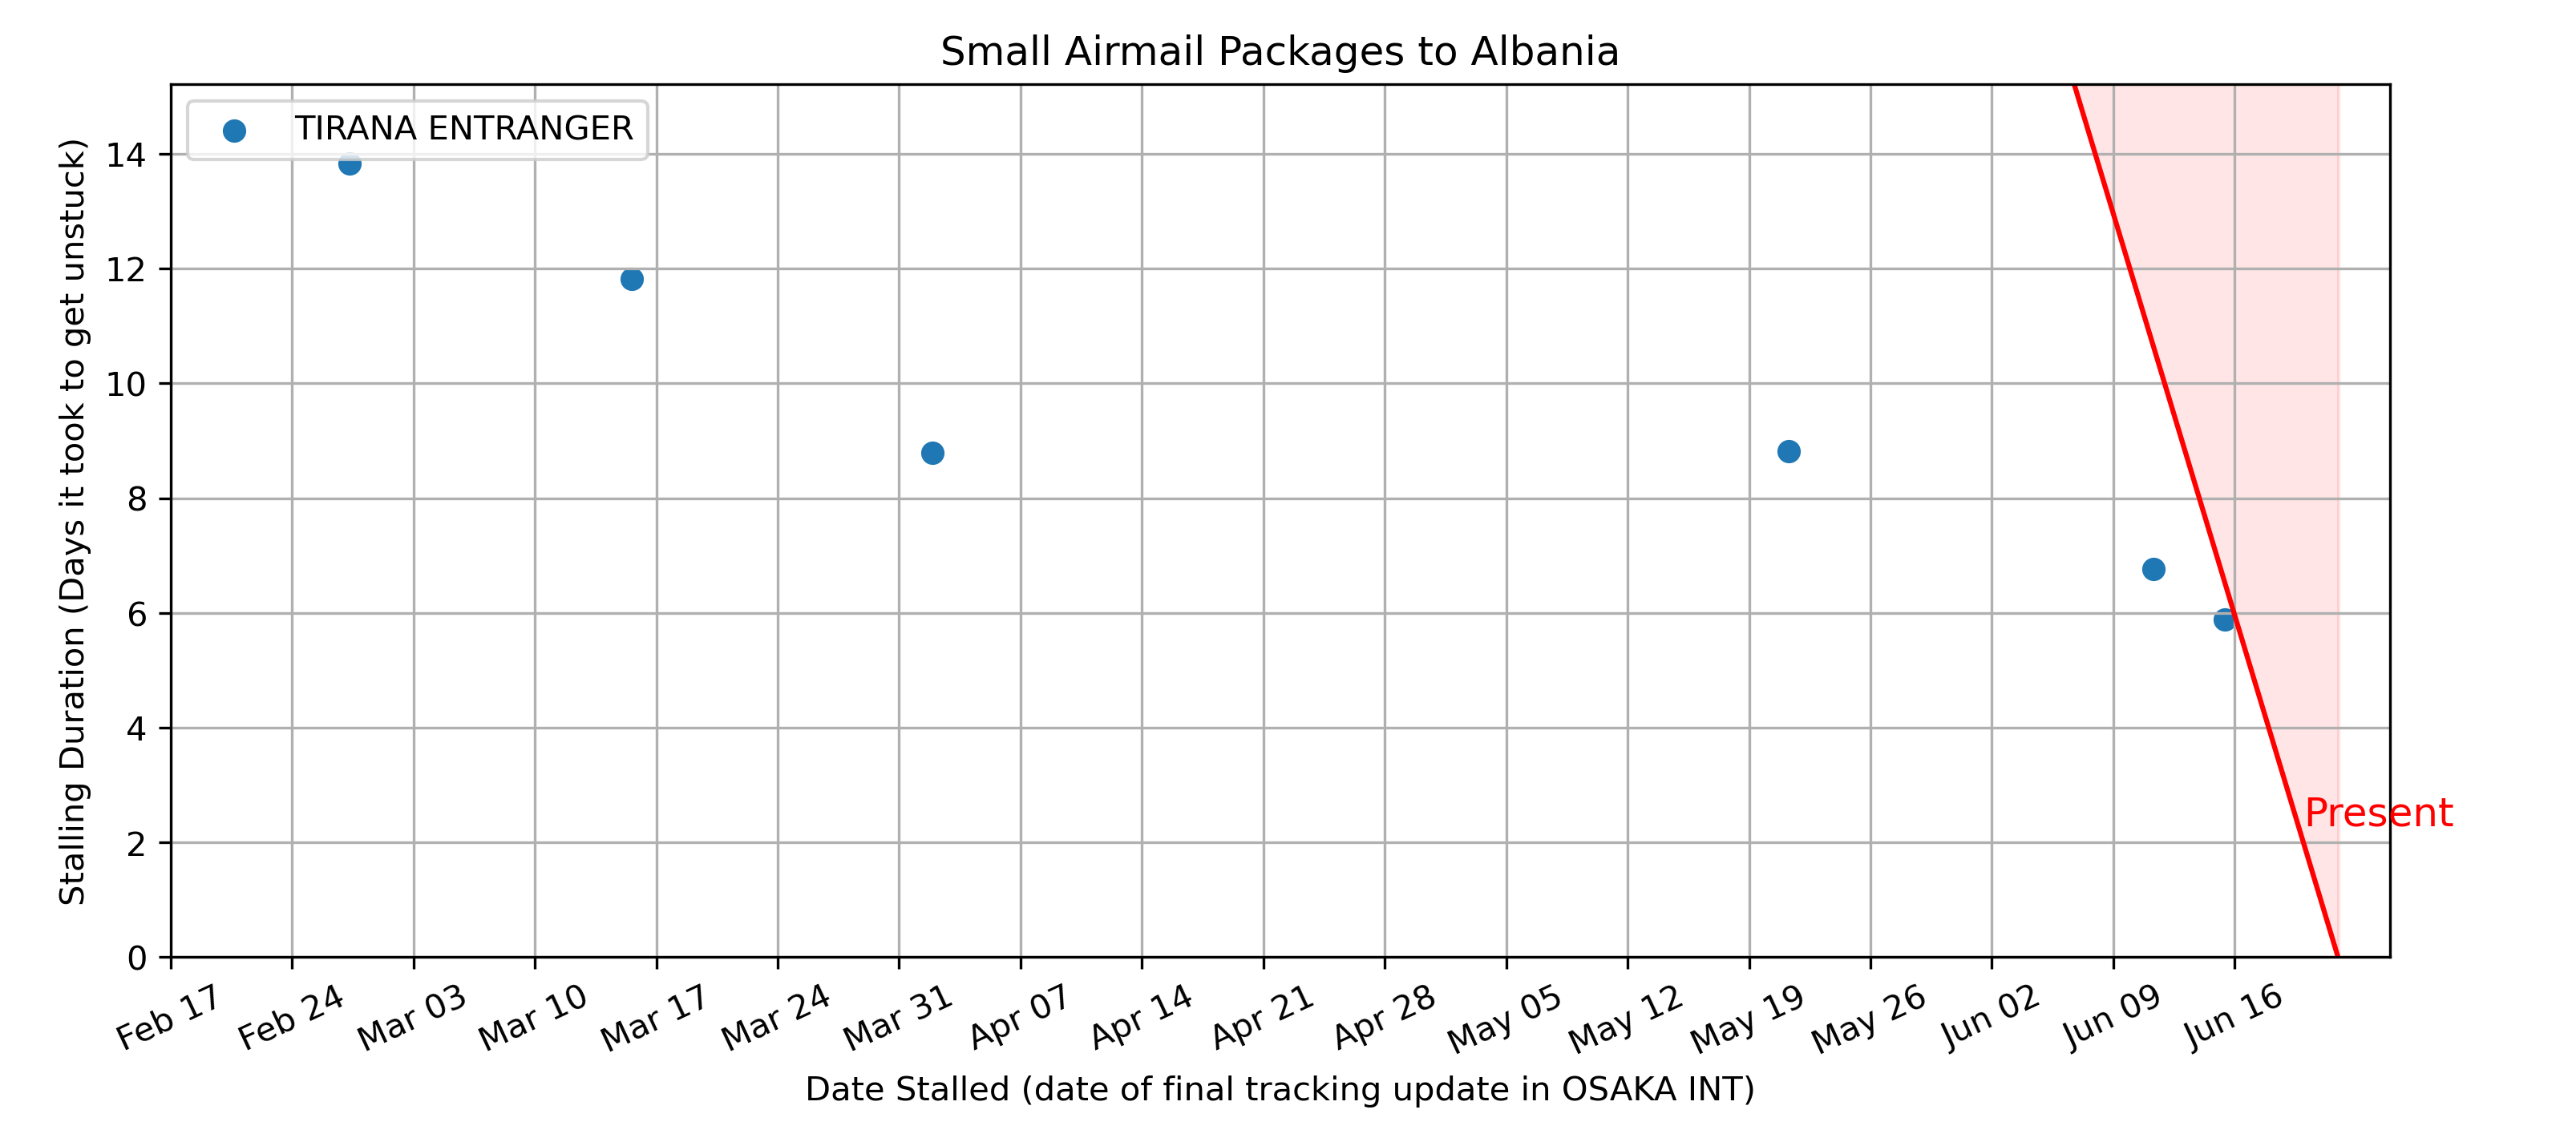 Small Airmail Packages to Albania
TIRANA ENTRANGER
Stalling Duration (Days it took to get unstuck)
14
12
10
8
6
4
2
0
Present
Feb 17
Feb 24
Mar 03
Mar 10
Mar 17
Mar 24
Mar 31
Apr 07
Apr 14
Apr 21
Apr 28
May 05
May 12
May 19
May 26
Jun 02
Jun 09
Jun 16
Date Stalled (date of final tracking update in OSAKA INT)